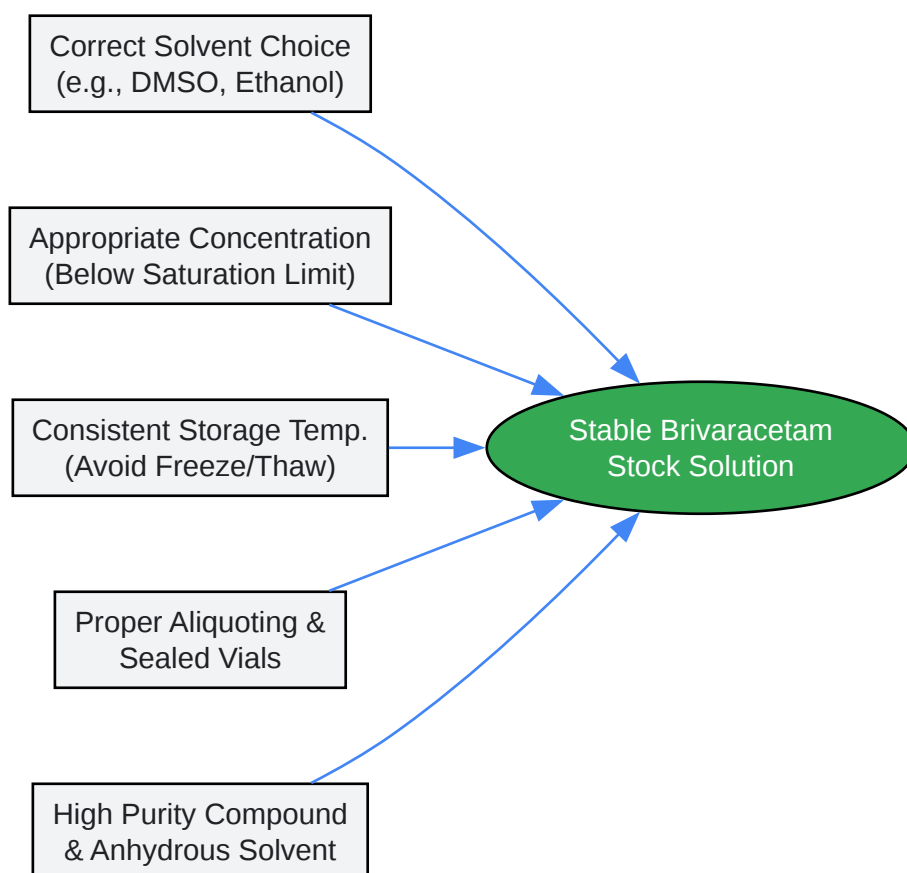 Correct Solvent Choice
(e.g., DMSO, Ethanol)
Appropriate Concentration
(Below Saturation Limit)
Consistent Storage Temp.
(Avoid Freeze/Thaw)
Stable Brivaracetam
Stock Solution
Proper Aliquoting &
Sealed Vials
High Purity Compound
& Anhydrous Solvent